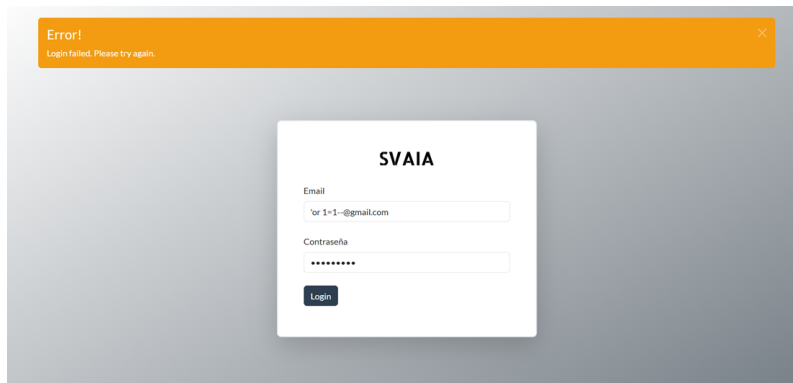 Error!
Login failed. Please try again.
SVAIA
Email
'or 1=1--@gmail.com
Contraseña
Login